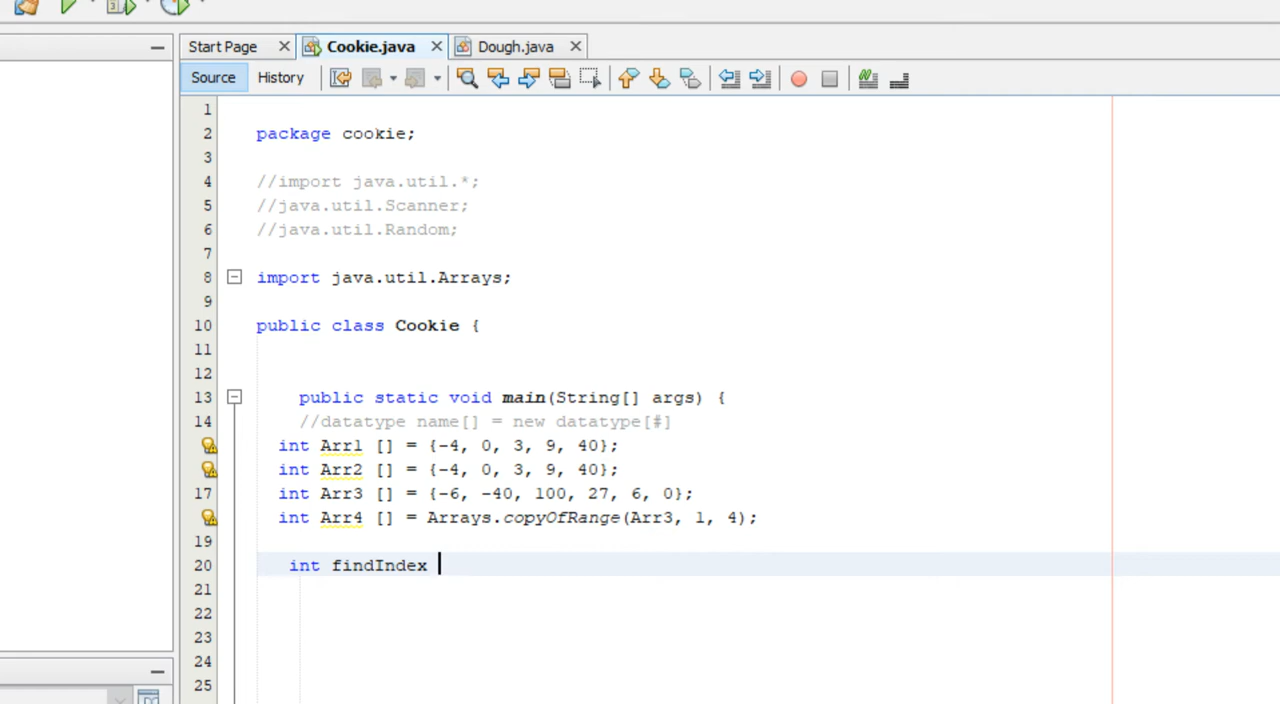 Start Page
Cookie.java
Dough.java
Source
History
1
2 package cookie;
3
4 //import java.util.*;
5 //java.util.Scanner;
6 //java.util.Random;
7
8 import java.util.Arrays;
9
10 public class Cookie {
11
12
13 public static void main(String[] args) {
14 //datatype name[] = new datatype[#]
int Arr1 [] = {-4, 0, 3, 9, 40};
int Arr2 [] = {-4, 0, 3, 9, 40};
17 int Arr3 [] = {-6, -40, 100, 27, 6, 0};
int Arr4 [] = Arrays.copyOfRange(Arr3, 1, 4);
19
20 int findIndex
21
22
23
24
25